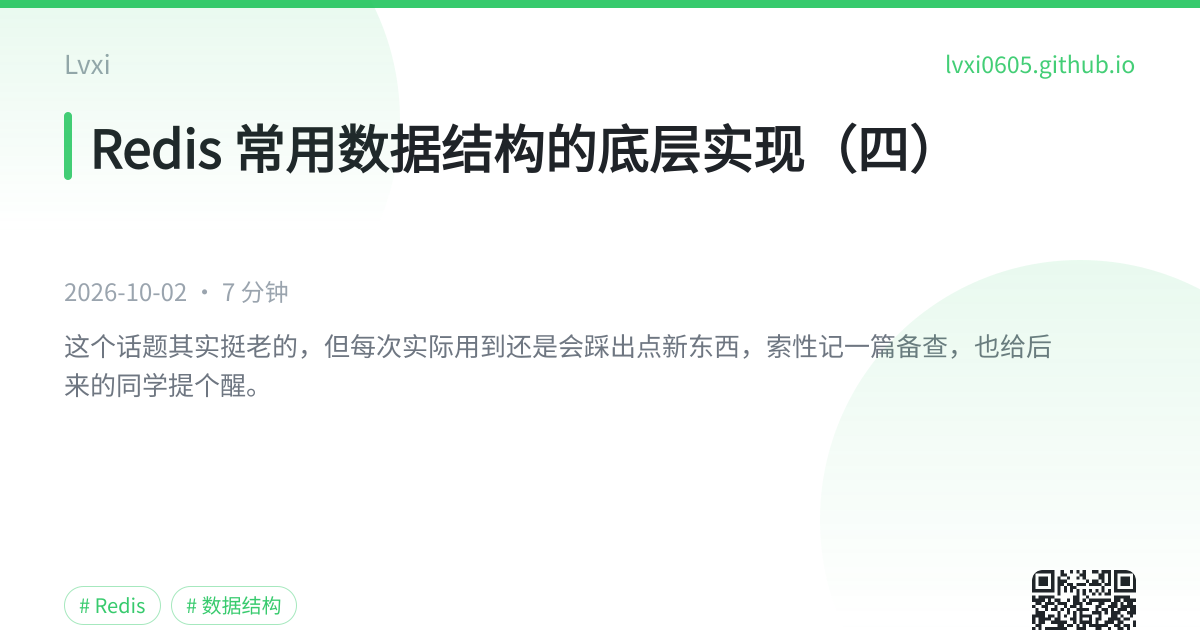 Lvxi
lvxi0605.github.io
Redis 常用数据结构的底层实现（四）
2026-10-02 · 7 分钟
这个话题其实挺老的，但每次实际用到还是会踩出点新东西，索性记一篇备查，也给后
来的同学提个醒。
# Redis
# 数据结构